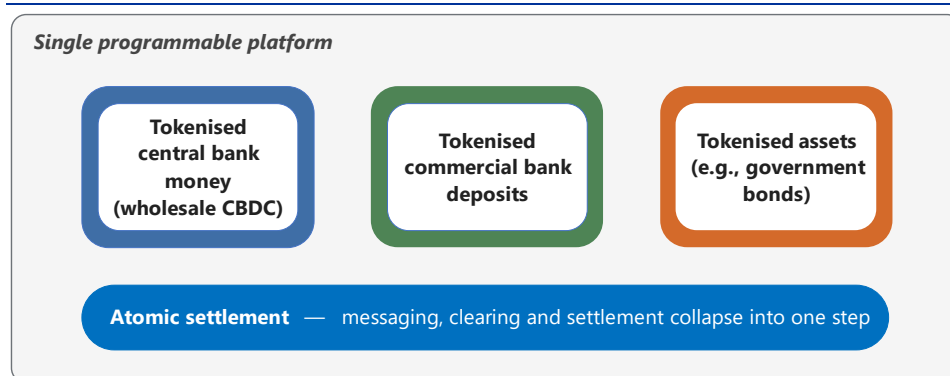 Single programmable platform
Tokenised
central bank
money
(wholesale CBDC)
Tokenised
commercial bank
deposits
Tokenised assets
(e.g., government
bonds)
Atomic settlement — messaging, clearing and settlement collapse into one step